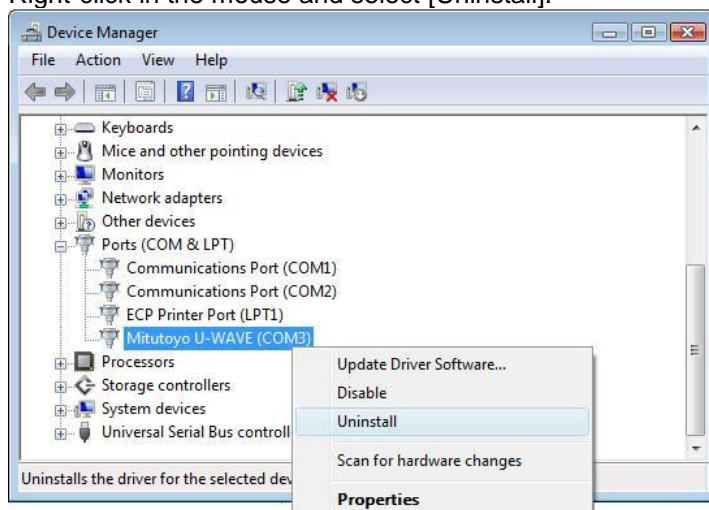 Right-click in the mouse and select [Uninstall].
Device Manager
File Action View Help
Keyboards
Mice and other pointing devices
Monitors
Network adapters
Other devices
Ports (COM & LPT)
Communications Port (COM1)
Communications Port (COM2)
ECP Printer Port (LPT1)
Mitutoyo U-WAVE (COM3)
Processors
Storage controllers
System devices
Universal Serial Bus controll
Update Driver Software...
Disable
Uninstall
Scan for hardware changes
Properties
Uninstalls the driver for the selected dev